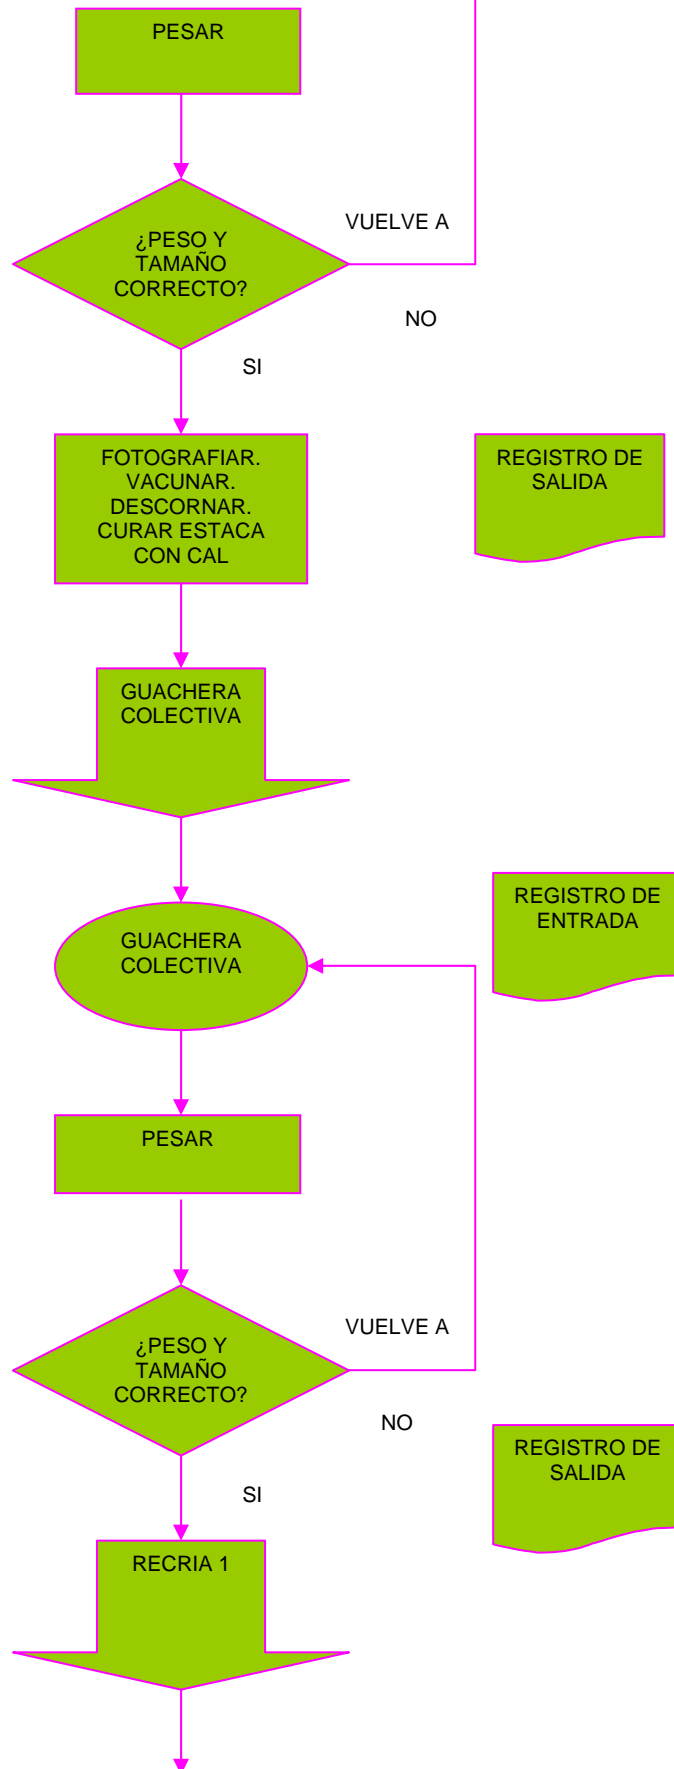 PESAR
VUELVE A
¿PESO Y
TAMAÑO
CORRECTO?
NO
SI
FOTOGRAFIAR.
VACUNAR.
DESCORNAR.
CURAR ESTACA
CON CAL
REGISTRO DE
SALIDA
GUACHERA
COLECTIVA
REGISTRO DE
ENTRADA
GUACHERA
COLECTIVA
PESAR
VUELVE A
¿PESO Y
TAMAÑO
CORRECTO?
NO
REGISTRO DE
SALIDA
SI
RECRIA 1